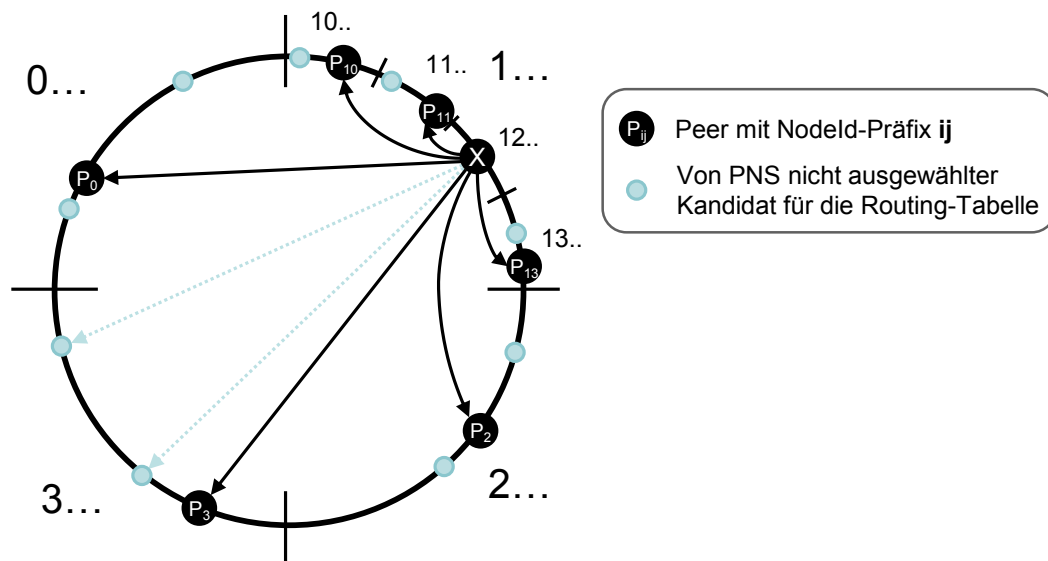 10..
0...
11..
1...
P10
P11
12..
X
P0
13..
P13
P2
3...
P3
2...
Pij Peer mit NodeId-Präfix ij
Von PNS nicht ausgewählter
Kandidat für die Routing-Tabelle